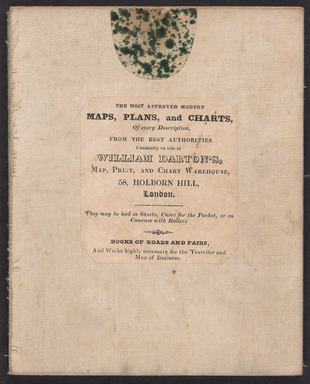 THE MOST APPROVED MODERN
MAPS, PLANS, and CHARTS,
Of every Description,
FROM THE BEST AUTHORITIES
Constantly on sale at
WILLIAM DARTON'S,
MAP, PRINT, AND CHART WAREHOUSE,
58, HOLBORN HILL,
London.
They may be had in Sheets, Cases for the Pocket, or on
Canvass with Rollers
BOOKS OF ROADS AND FAIRS,
And Works highly necessary for the Traveller and
Man of Business.